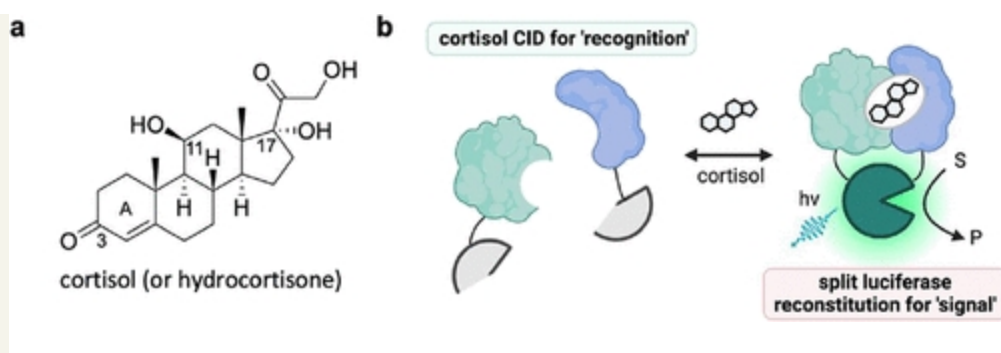 a
O
OH
HO
11
H
17
OH
A
H
H
O
3
cortisol (or hydrocortisone)
b
cortisol CID for 'recognition'
cortisol
hv
S
P
split luciferase
reconstitution for 'signal'